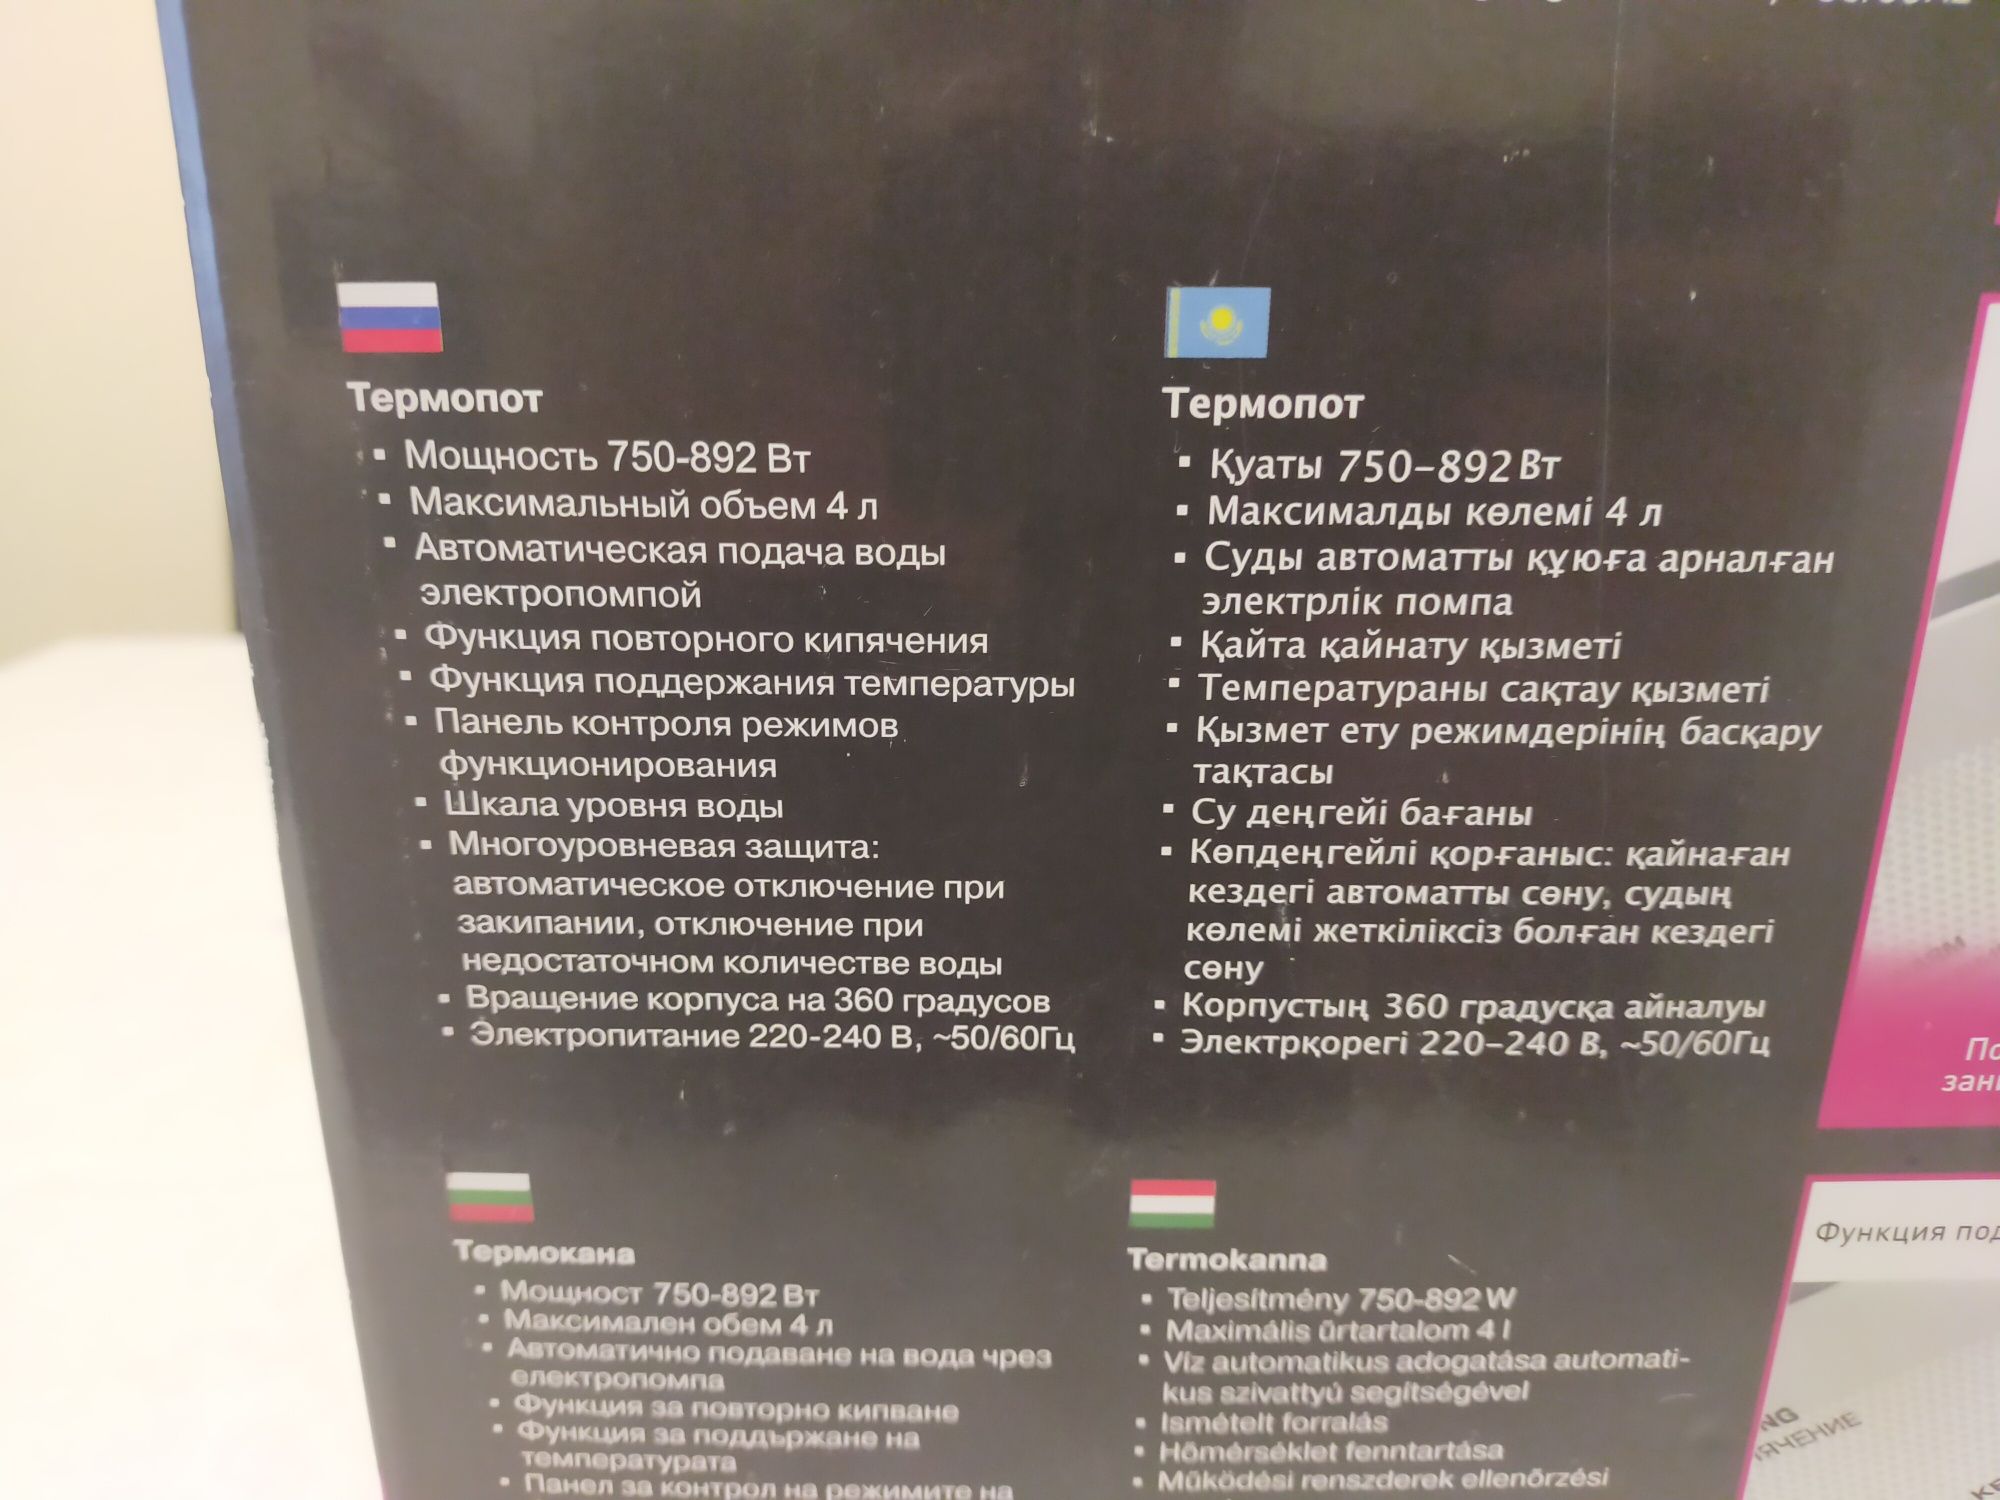 Термопот
▪ Мощность 750-892 Вт
▪ Максимальный объем 4 л
▪ Автоматическая подача воды
электропомпой
▪ Функция повторного кипячения
▪ Функция поддержания температуры
▪ Панель контроля режимов
функционирования
▪ Шкала уровня воды
▪ Многоуровневая защита:
автоматическое отключение при
закипании, отключение при
недостаточном количестве воды
▪ Вращение корпуса на 360 градусов
▪ Электропитание 220-240 В, ~50/60Гц
Термопот
▪ Қуаты 750–892 Вт
▪ Максималды көлемі 4 л
▪ Суды автоматты құюға арналған
электрлік помпа
▪ Қайта қайнату қызметі
▪ Температураны сақтау қызметі
▪ Қызмет ету режимдерінің басқару
тақтасы
▪ Су деңгейі бағаны
▪ Көпдеңгейлі қорғаныс: қайнаған
кездегі автоматты сөну, судың
көлемі жеткіліксіз болған кездегі
сөну
▪ Корпустың 360 градусқа айналуы
▪ Электрқорегі 220–240 В, ~50/60Гц
Термокана
▪ Мощност 750-892 Вт
▪ Максимален обем 4 л
▪ Автоматично подаване на вода чрез
електропомпа
▪ Функция за повторно кипване
▪ Функция за поддържане на
температурата
▪ Панел за контрол на режимите на
Termokanna
▪ Teljesítmény 750-892 W
▪ Maximális űrtartalom 4 l
▪ Víz automatikus adogatása automati-
kus szivattyú segítségével
▪ Ismételt forralás
▪ Hőmérséklet fenntartása
▪ Működési renszderek ellenőrzési
Функция под